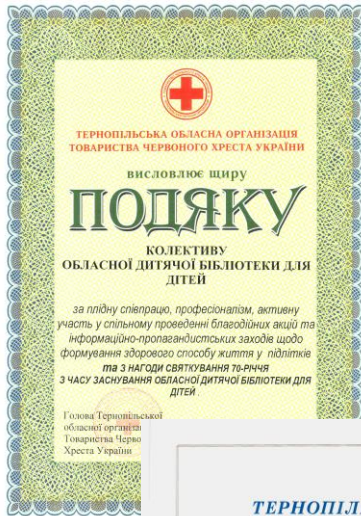 ТЕРНОПІЛЬСЬКА ОБЛАСНА ОРГАНІЗАЦІЯ
ТОВАРИСТВА ЧЕРВОНОГО ХРЕСТА УКРАЇНИ
висловлює щиру
ПОДЯКУ
КОЛЕКТИВУ
ОБЛАСНОЇ ДИТЯЧОЇ БІБЛІОТЕКИ ДЛЯ
ДІТЕЙ
за плідну співпрацю, професіоналізм, активну
участь у спільному проведенні благодійних акцій та
інформаційно-пропагандистських заходів щодо
формування здорового способу життя у підлітків
та З НАГОДИ СВЯТКУВАННЯ 70-РІЧЧЯ
З ЧАСУ ЗАСНУВАННЯ ОБЛАСНОЇ ДИТЯЧОЇ БІБЛІОТЕКИ ДЛЯ
ДІТЕЙ .
Голова Тернопільської
обласної організ
Товариства Черво
Хреста України
ТЕРНОПІЛ